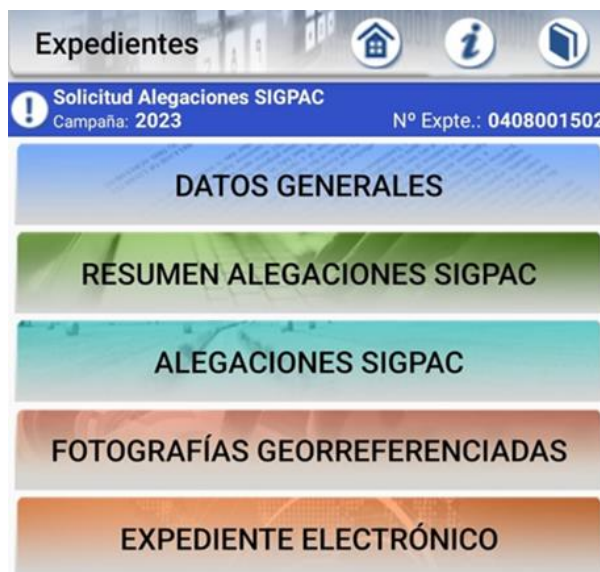 Expedientes
Solicitud Alegaciones SIGPAC
Campaña: 2023 Nº Expte.: 0408001502
DATOS GENERALES
RESUMEN ALEGACIONES SIGPAC
ALEGACIONES SIGPAC
FOTOGRAFÍAS GEORREFERENCIADAS
EXPEDIENTE ELECTRÓNICO